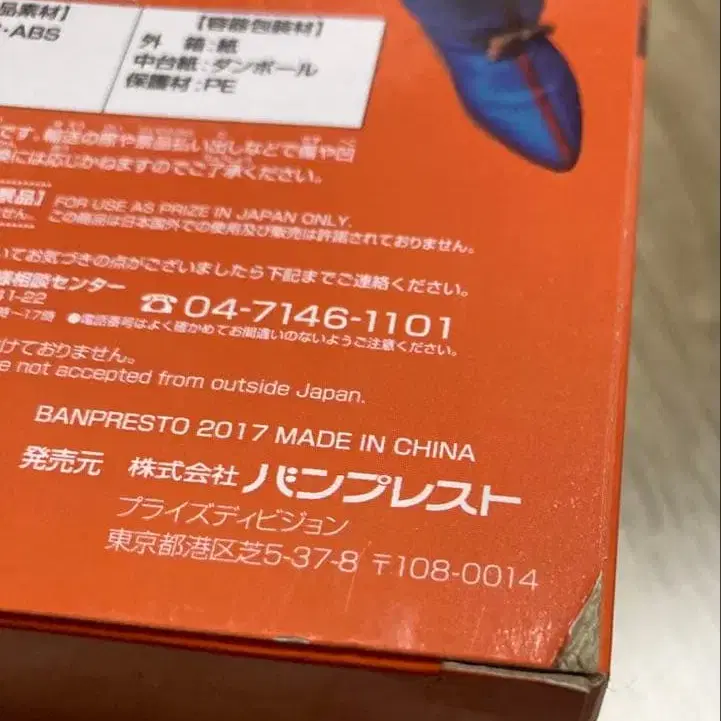 品素材】
・ABS
【容器包装材】
外 箱:紙
中台紙:ダンボール
保護材:PE
です。輸送の際や景品払い出しなどで傷や凹
には応じかねますのでご了承ください。
景品】 FOR USE AS PRIZE IN JAPAN ONLY.
せん。 この商品は日本国外での使用及び販売は許諾されておりません。
いてお気づきの点がございましたら下記までご連絡ください。
様相談センター
1-22
☎04-7146-1101
時~17時 ●電話番号はよく確かめてお間違いのないようご注意ください。
けておりません。
e not accepted from outside Japan.
BANPRESTO 2017 MADE IN CHINA
発売元 株式会社 バンプレスト
プライズディビジョン
東京都港区芝5-37-8 〒108-0014